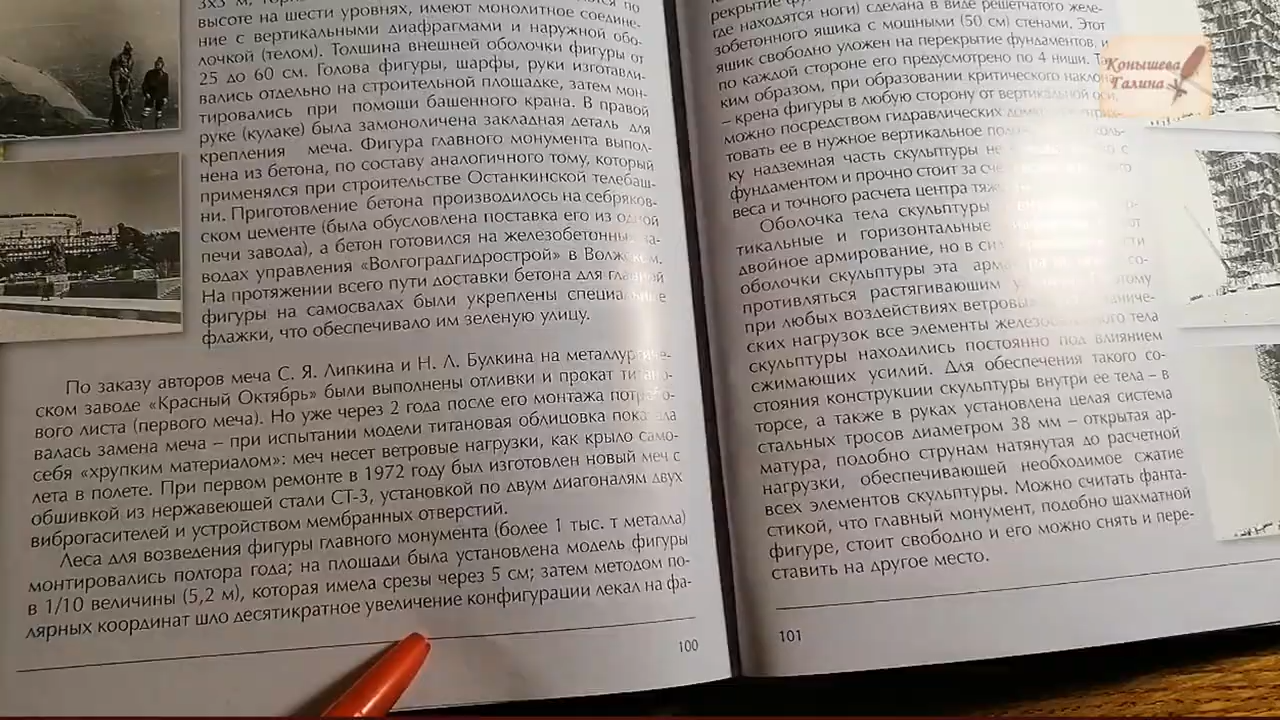 3x3 м,
высоте на шести уровнях, имеют монолитное соедине-
ние с вертикальными диафрагмами и наружной обо-
лочкой (телом). Толщина внешней оболочки фигуры от
25 до 60 см. Голова фигуры, шарфы, руки изготавли-
вались отдельно на строительной площадке, затем мон-
тировались при помощи башенного крана. В правой
руке (кулаке) была замоноличена закладная деталь для
крепления меча. Фигура главного монумента выпол-
нена из бетона, по составу аналогичного тому, который
применялся при строительстве Останкинской телебаш-
ни. Приготовление бетона производилось на себряков-
ском цементе (была обусловлена поставка его из одной
печи завода), а бетон готовился на железобетонных за-
водах управления «Волгоградгидрострой» в Волжском.
На протяжении всего пути доставки бетона для главной
фигуры на самосвалах были укреплены специальные
флажки, что обеспечивало им зеленую улицу.
По заказу авторов меча С. Я. Липкина и Н. Л. Булкина на металлургиче-
ском заводе «Красный Октябрь» были выполнены отливки и прокат титано-
вого листа (первого меча). Но уже через 2 года после его монтажа потребо-
валась замена меча – при испытании модели титановая облицовка показала
себя «хрупким материалом»: меч несет ветровые нагрузки, как крыло само-
лета в полете. При первом ремонте в 1972 году был изготовлен новый меч с
обшивкой из нержавеющей стали СТ-3, установкой по двум диагоналям двух
виброгасителей и устройством мембранных отверстий.
Леса для возведения фигуры главного монумента (более 1 тыс. т металла)
монтировались полтора года; на площади была установлена модель фигуры
в 1/10 величины (5,2 м), которая имела срезы через 5 см; затем методом по-
лярных координат шло десятикратное увеличение конфигурации лекал на фа-
100
где находятся ноги) сделана в виде решетчатого желе-
зобетонного ящика с мощными (50 см) стенами. Этот
ящик свободно уложен на перекрытие фундаментов, и
по каждой стороне его предусмотрено по 4 ниши.
ким образом, при образовании критического наклона
– крена фигуры в любую сторону от вертикальной оси,
можно посредством гидравлических
товать ее в нужное вертикальное
ку надземная часть скульптуры не с
фундаментом и прочно стоит за
веса и точного расчета центра
Оболочка тела скульптуры
тикальные и горизонтальные
двойное армирование, но в
оболочки скульптуры эта со-
противляться растягивающим
при любых воздействиях ветровых
ских нагрузок все элементы железобетонного тела
скульптуры находились постоянно под влиянием
сжимающих усилий. Для обеспечения такого со-
стояния конструкции скульптуры внутри ее тела – в
торсе, а также в руках установлена целая система
стальных тросов диаметром 38 мм – открытая ар-
матура, подобно струнам натянутая до расчетной
нагрузки, обеспечивающей необходимое сжатие
всех элементов скульптуры. Можно считать фанта-
стикой, что главный монумент, подобно шахматной
фигуре, стоит свободно и его можно снять и пере-
ставить на другое место.
101
Конышева
Галина